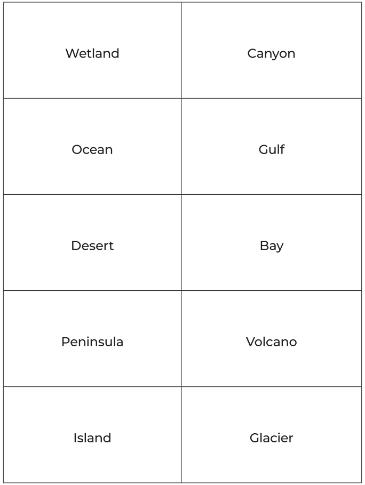 Wetland
Canyon
Ocean
Gulf
Desert
Bay
Peninsula
Volcano
Island
Glacier